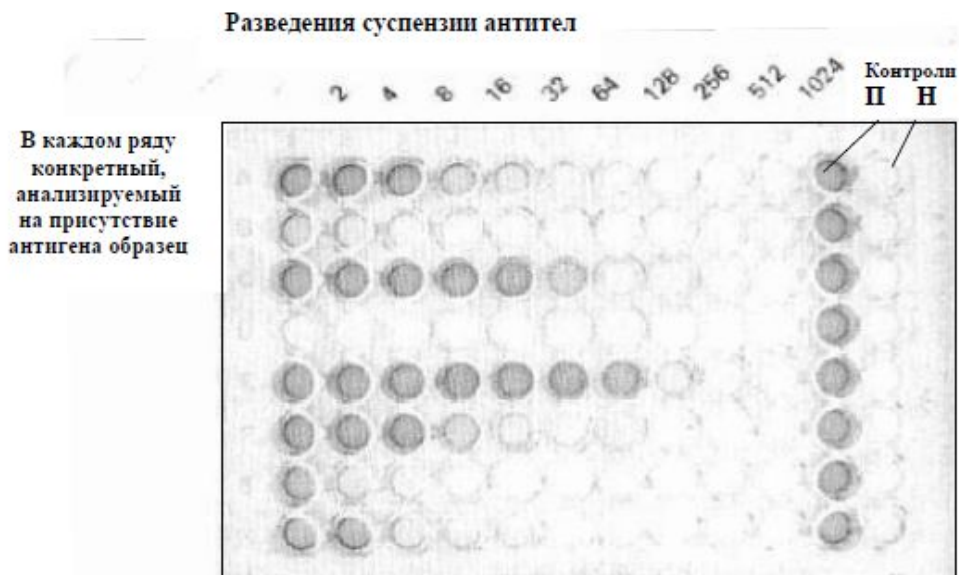 Разведения суспензии антител
2 4 8 16 32 64 128 256 512 1024
Контроли
П Н
В каждом ряду
конкретный,
анализируемый
на присутствие
антигена образец